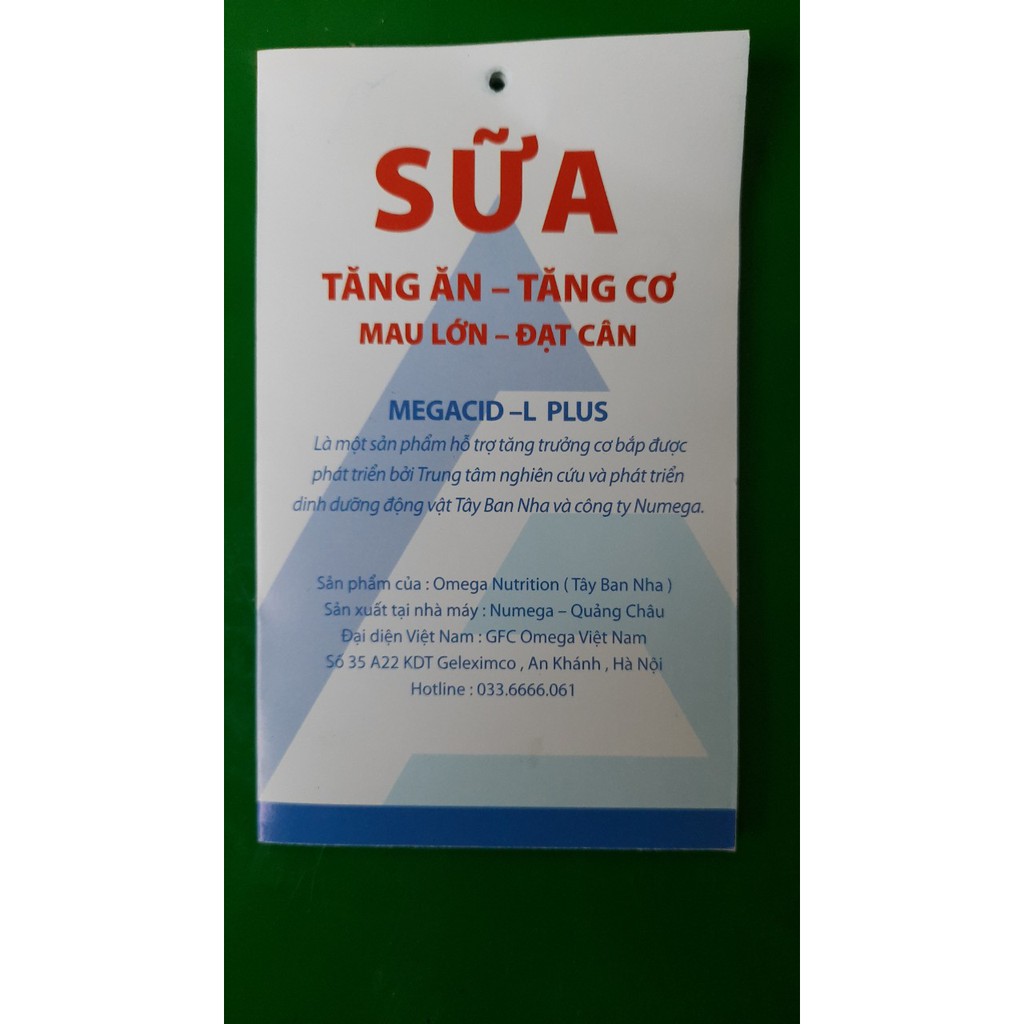 SỮA
TĂNG ĂN – TĂNG CƠ
MAU LỚN – ĐẠT CÂN
MEGACID –L PLUS
Là một sản phẩm hỗ trợ tăng trưởng cơ bắp được
phát triển bởi Trung tâm nghiên cứu và phát triển
dinh dưỡng động vật Tây Ban Nha và công ty Numega.
Sản phẩm của : Omega Nutrition ( Tây Ban Nha )
Sản xuất tại nhà máy : Numega – Quảng Châu
Đại diện Việt Nam : GFC Omega Việt Nam
Số 35 A22 KDT Geleximco , An Khánh , Hà Nội
Hotline : 033.6666.061